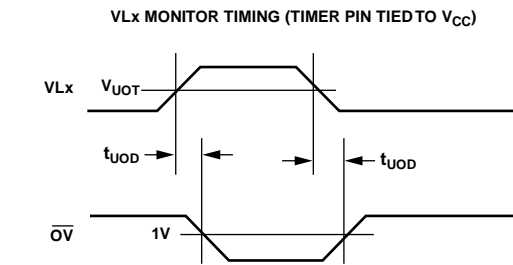 VLx MONITOR TIMING (TIMER PIN TIED TO VCC)
VLx VUOT
tUOD tUOD
OV 1V